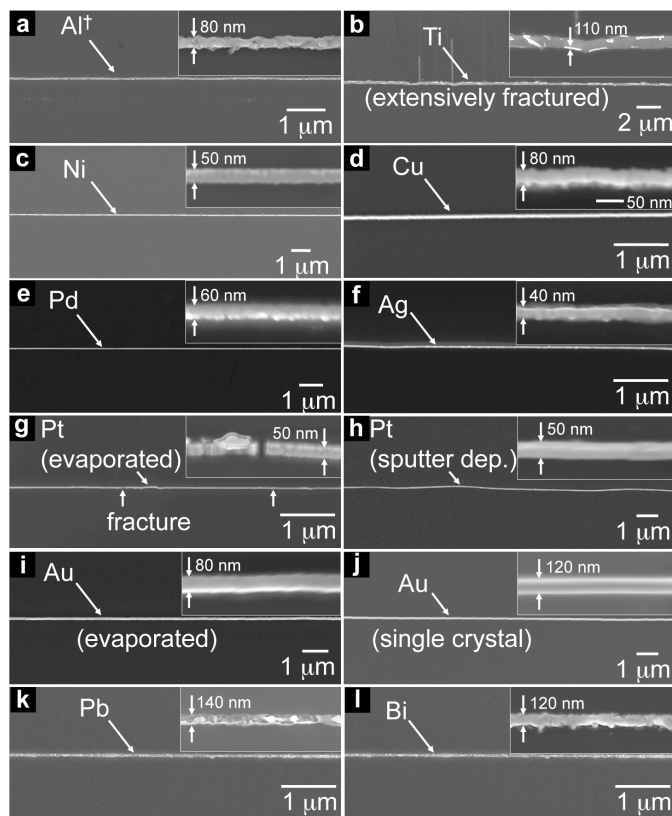 a
80 nm
Al†
1 μm
b
110 nm
Ti
(extensively fractured)
2 μm
c
50 nm
Ni
1 μm
d
80 nm
Cu
50 nm
1 μm
e
60 nm
Pd
1 μm
f
40 nm
Ag
1 μm
g
Pt
(evaporated)
50 nm
fracture
1 μm
h
Pt
(sputter dep.)
50 nm
1 μm
i
80 nm
Au
(evaporated)
1 μm
j
120 nm
Au
(single crystal)
1 μm
k
140 nm
Pb
1 μm
l
120 nm
Bi
1 μm